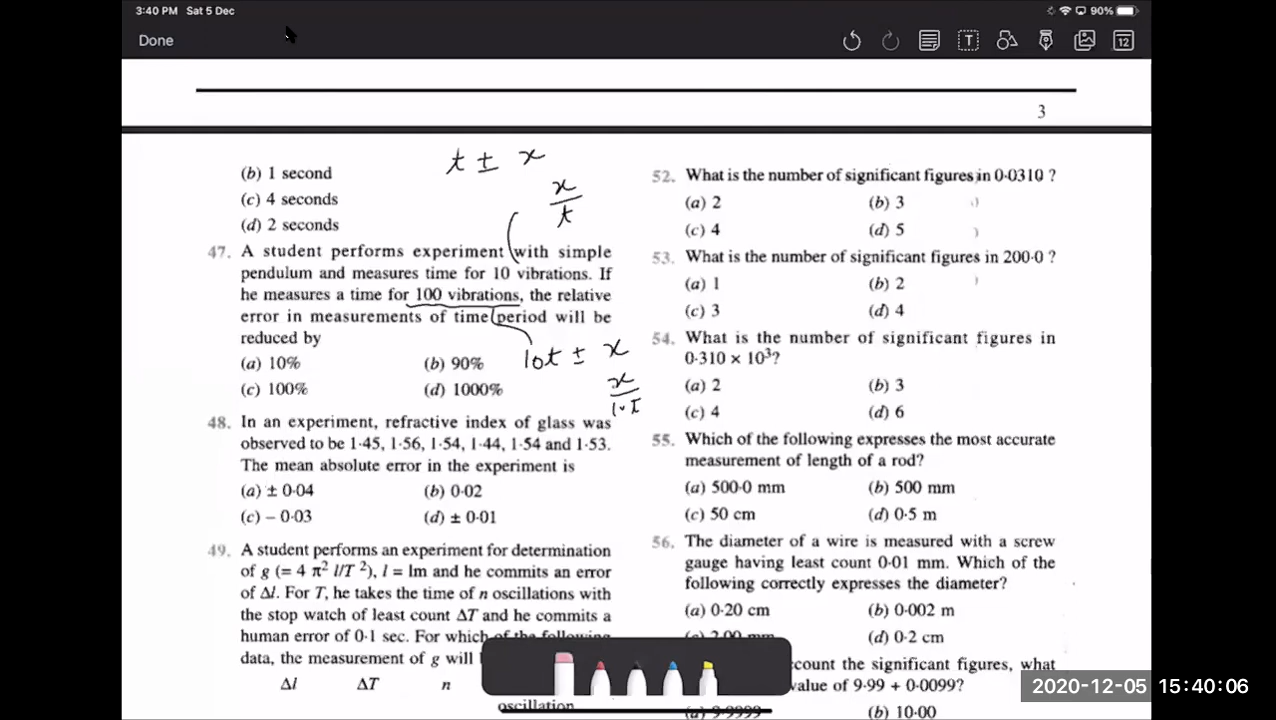 3:40 PM Sat 5 Dec
90%
Done
T
12
3
(b) 1 second
(c) 4 seconds
(d) 2 seconds
t ± x
x
t
47. A student performs experiment with simple
pendulum and measures time for 10 vibrations. If
he measures a time for 100 vibrations, the relative
error in measurements of time period will be
reduced by
(a) 10% (b) 90%
(c) 100% (d) 1000%
10t ± x
x
10t
48. In an experiment, refractive index of glass was
observed to be 1·45, 1·56, 1·54, 1·44, 1·54 and 1·53.
The mean absolute error in the experiment is
(a) ± 0·04 (b) 0·02
(c) – 0·03 (d) ± 0·01
49. A student performs an experiment for determination
of g (= 4 π² l/T ²), l = lm and he commits an error
of Δl. For T, he takes the time of n oscillations with
the stop watch of least count ΔT and he commits a
human error of 0·1 sec. For which of the following
data, the measurement of g will
Δl ΔT n
oscillation
52. What is the number of significant figures in 0·0310 ?
(a) 2 (b) 3
(c) 4 (d) 5
53. What is the number of significant figures in 200·0 ?
(a) 1 (b) 2
(c) 3 (d) 4
54. What is the number of significant figures in
0·310 × 10³?
(a) 2 (b) 3
(c) 4 (d) 6
55. Which of the following expresses the most accurate
measurement of length of a rod?
(a) 500·0 mm (b) 500 mm
(c) 50 cm (d) 0·5 m
56. The diameter of a wire is measured with a screw
gauge having least count 0·01 mm. Which of the
following correctly expresses the diameter?
(a) 0·20 cm (b) 0·002 m
(c) 2.00 mm (d) 0·2 cm
count the significant figures, what
value of 9·99 + 0·0099?
(a) 9.9999 (b) 10·00
2020-12-05 15:40:06